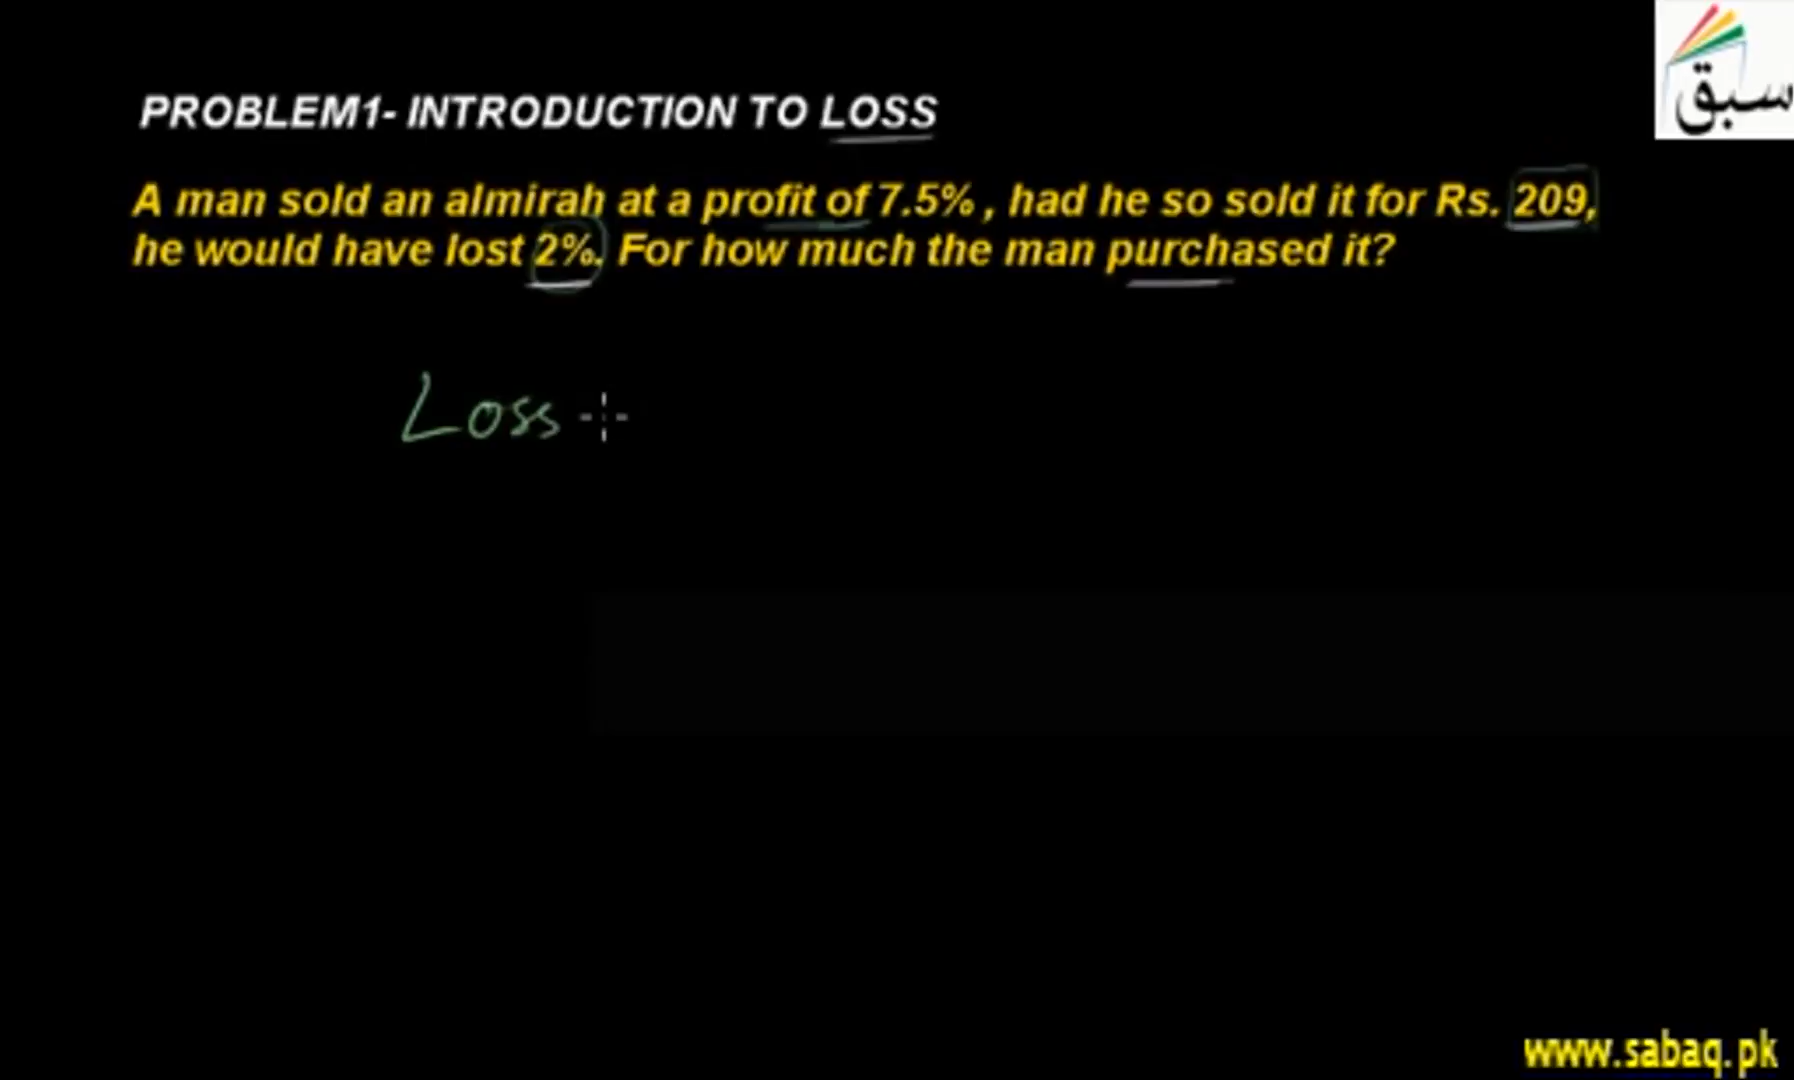 سبق
PROBLEM1- INTRODUCTION TO LOSS
A man sold an almirah at a profit of 7.5% , had he so sold it for Rs. 209,
he would have lost 2%. For how much the man purchased it?
Loss
www.sabaq.pk